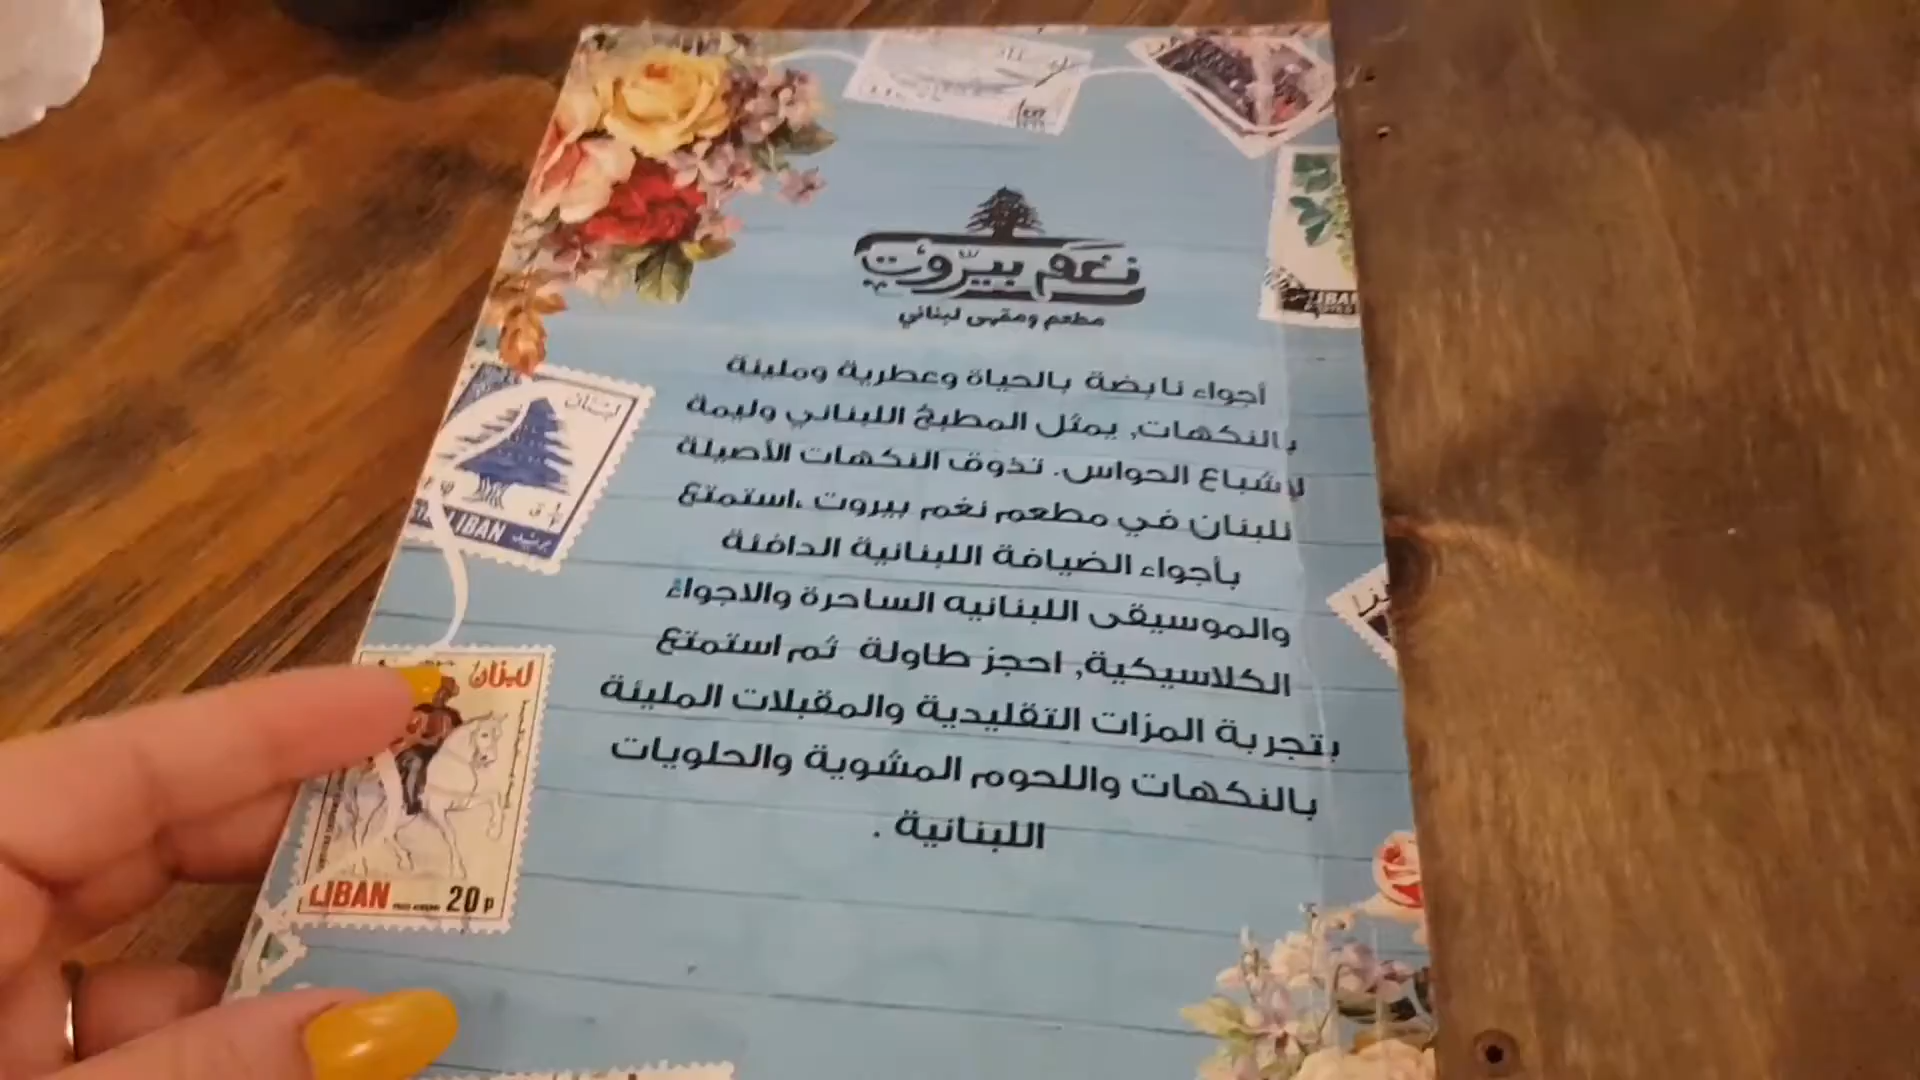 نغم بيروت
مطعم ومقهى لبناني
أجواء نابضة بالحياة وعطرية ومليئة
بالنكهات, يمثل المطبخ اللبناني وليمة
لإشباع الحواس. تذوق النكهات الأصيلة
للبنان في مطعم نغم بيروت ،استمتع
بأجواء الضيافة اللبنانية الدافئة
والموسيقى اللبنانيه الساحرة والاجواء
الكلاسيكية, احجز طاولة ثم استمتع
بتجربة المزات التقليدية والمقبلات المليئة
بالنكهات واللحوم المشوية والحلويات
اللبنانية .
لبنان
LIBAN
لبنان
LIBAN 20 P